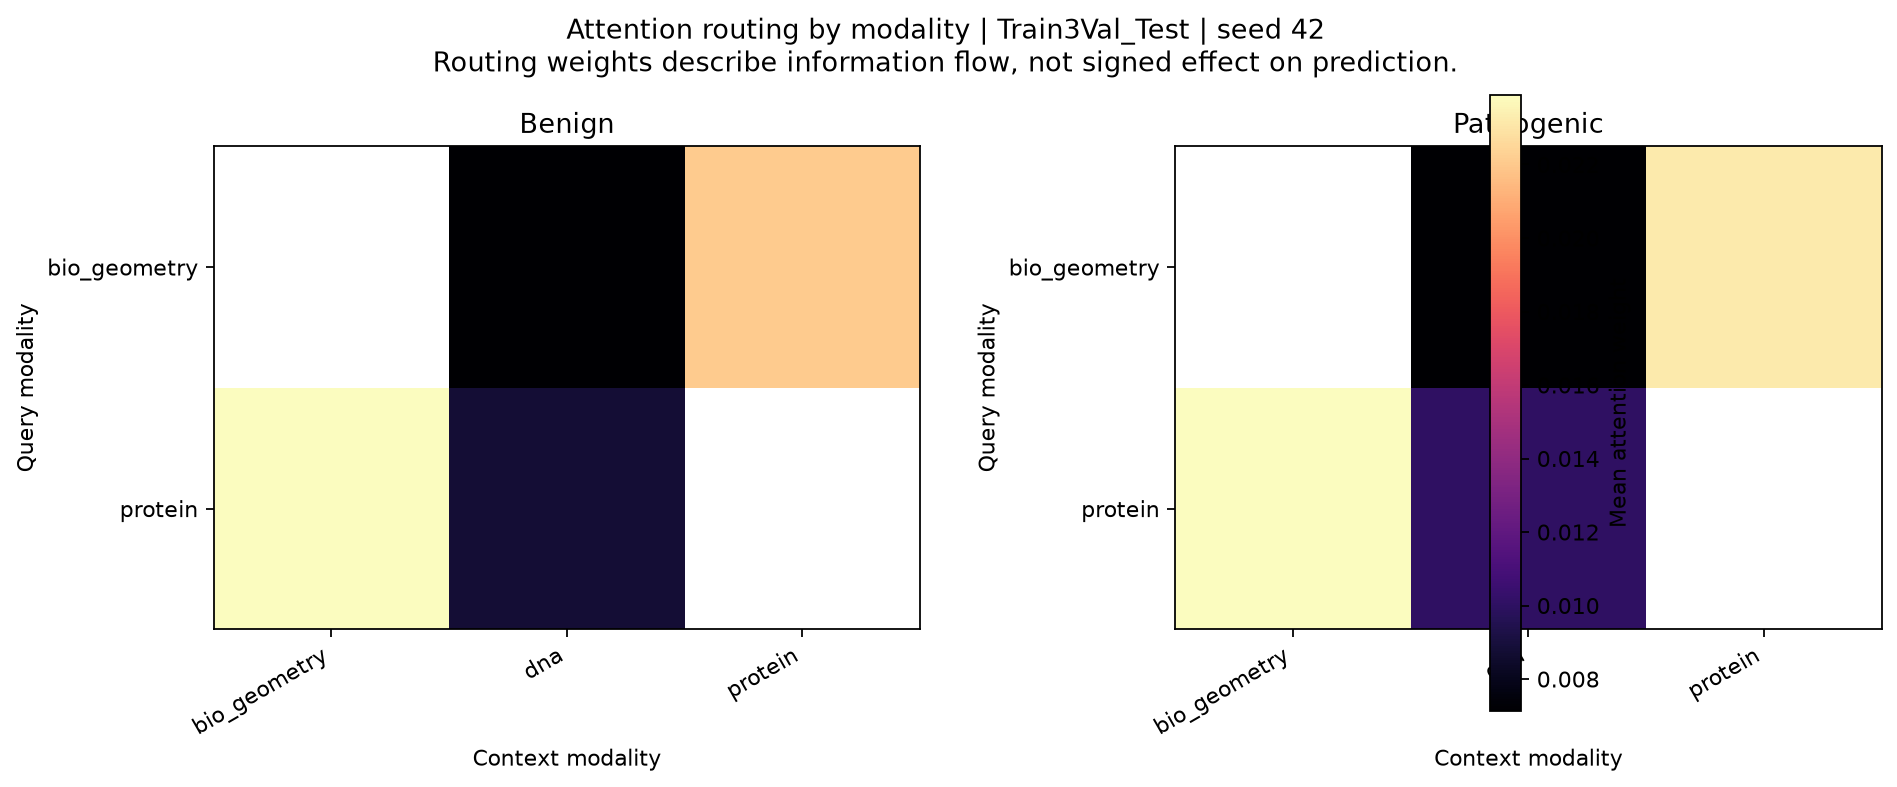 Attention routing by modality | Train3Val_Test | seed 42
Routing weights describe information flow, not signed effect on prediction.
Benign
Query modality
bio_geometry
protein
bio_geometry
dna
protein
Context modality
Query modality
bio_geometry
protein
bio_geometry
protein
Context modality
0.016
0.014
0.012
0.010
0.008
Mean